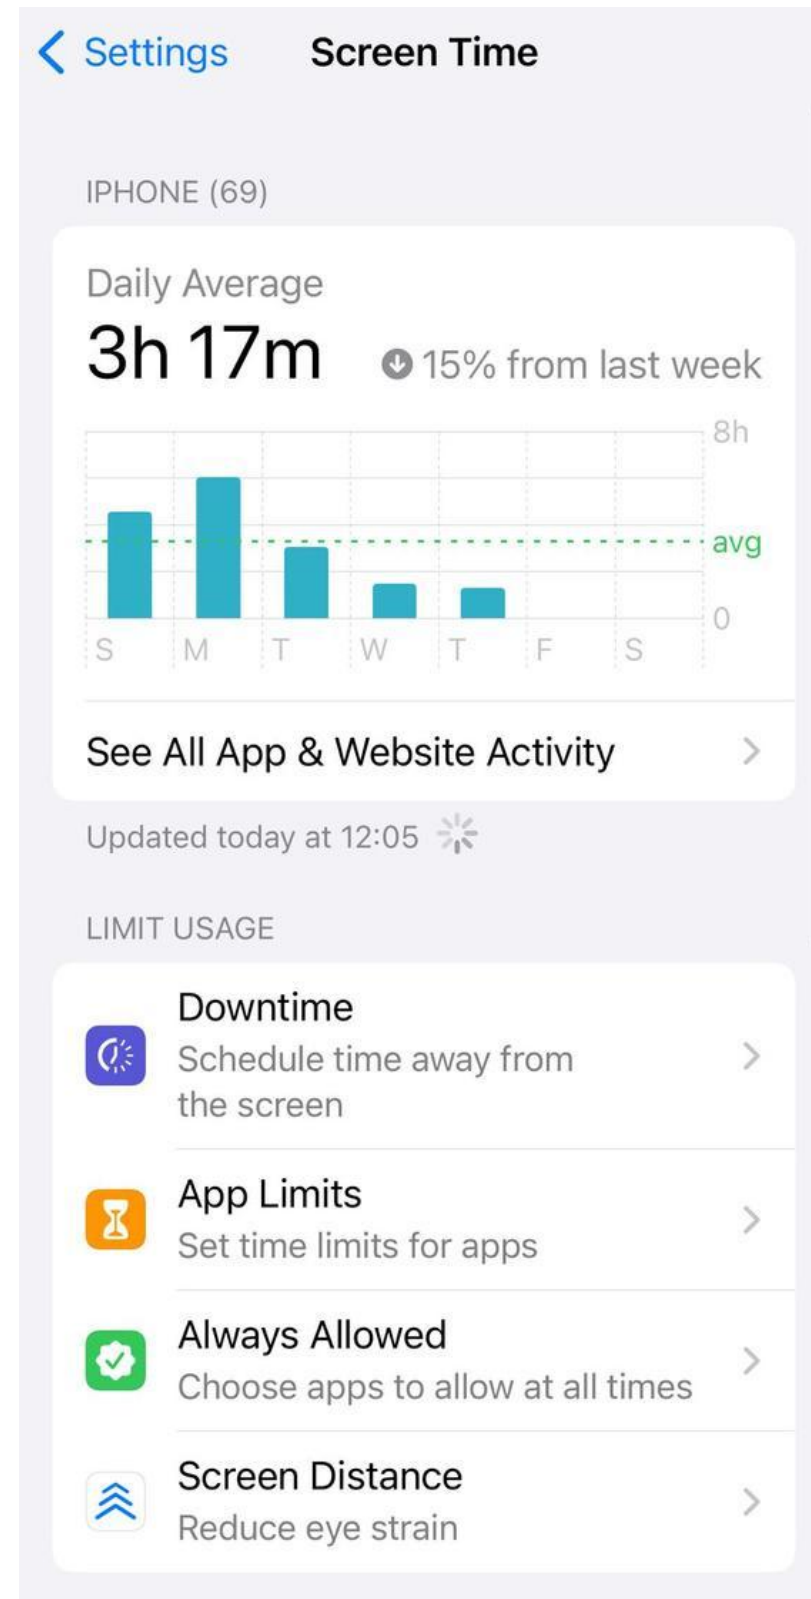 Settings
Screen Time
IPHONE (69)
Daily Average
3h 17m
15% from last week
8h
avg
0
S M T W T F S
See All App & Website Activity
Updated today at 12:05
LIMIT USAGE
Downtime
Schedule time away from
the screen
App Limits
Set time limits for apps
Always Allowed
Choose apps to allow at all times
Screen Distance
Reduce eye strain